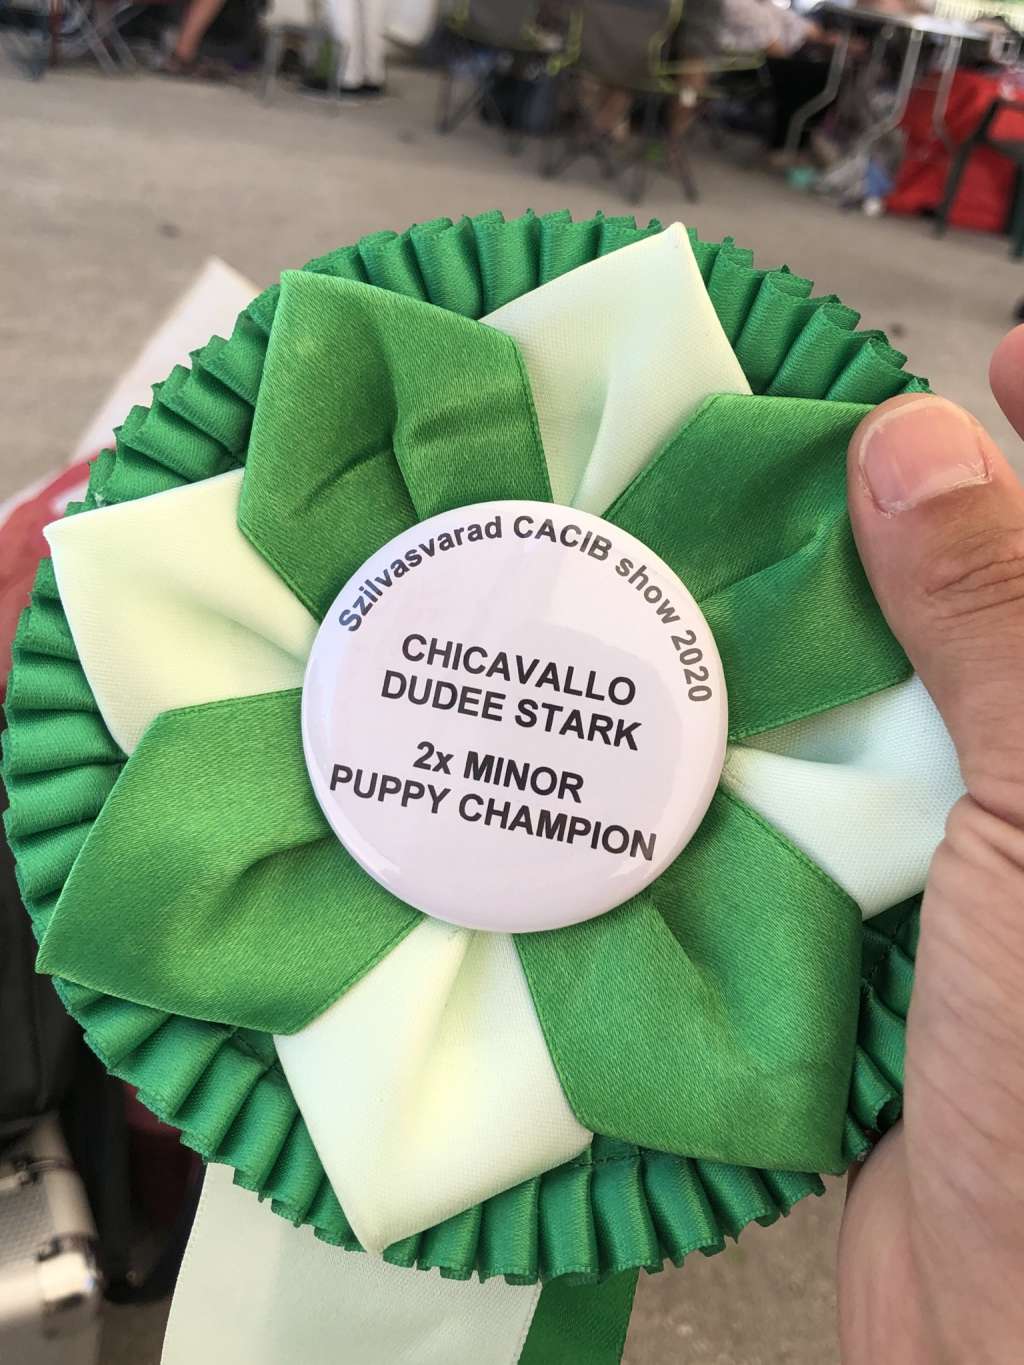 Szilvasvarad CACIB show 2020
CHICAVALLO
DUDEE STARK
2x MINOR
PUPPY CHAMPION